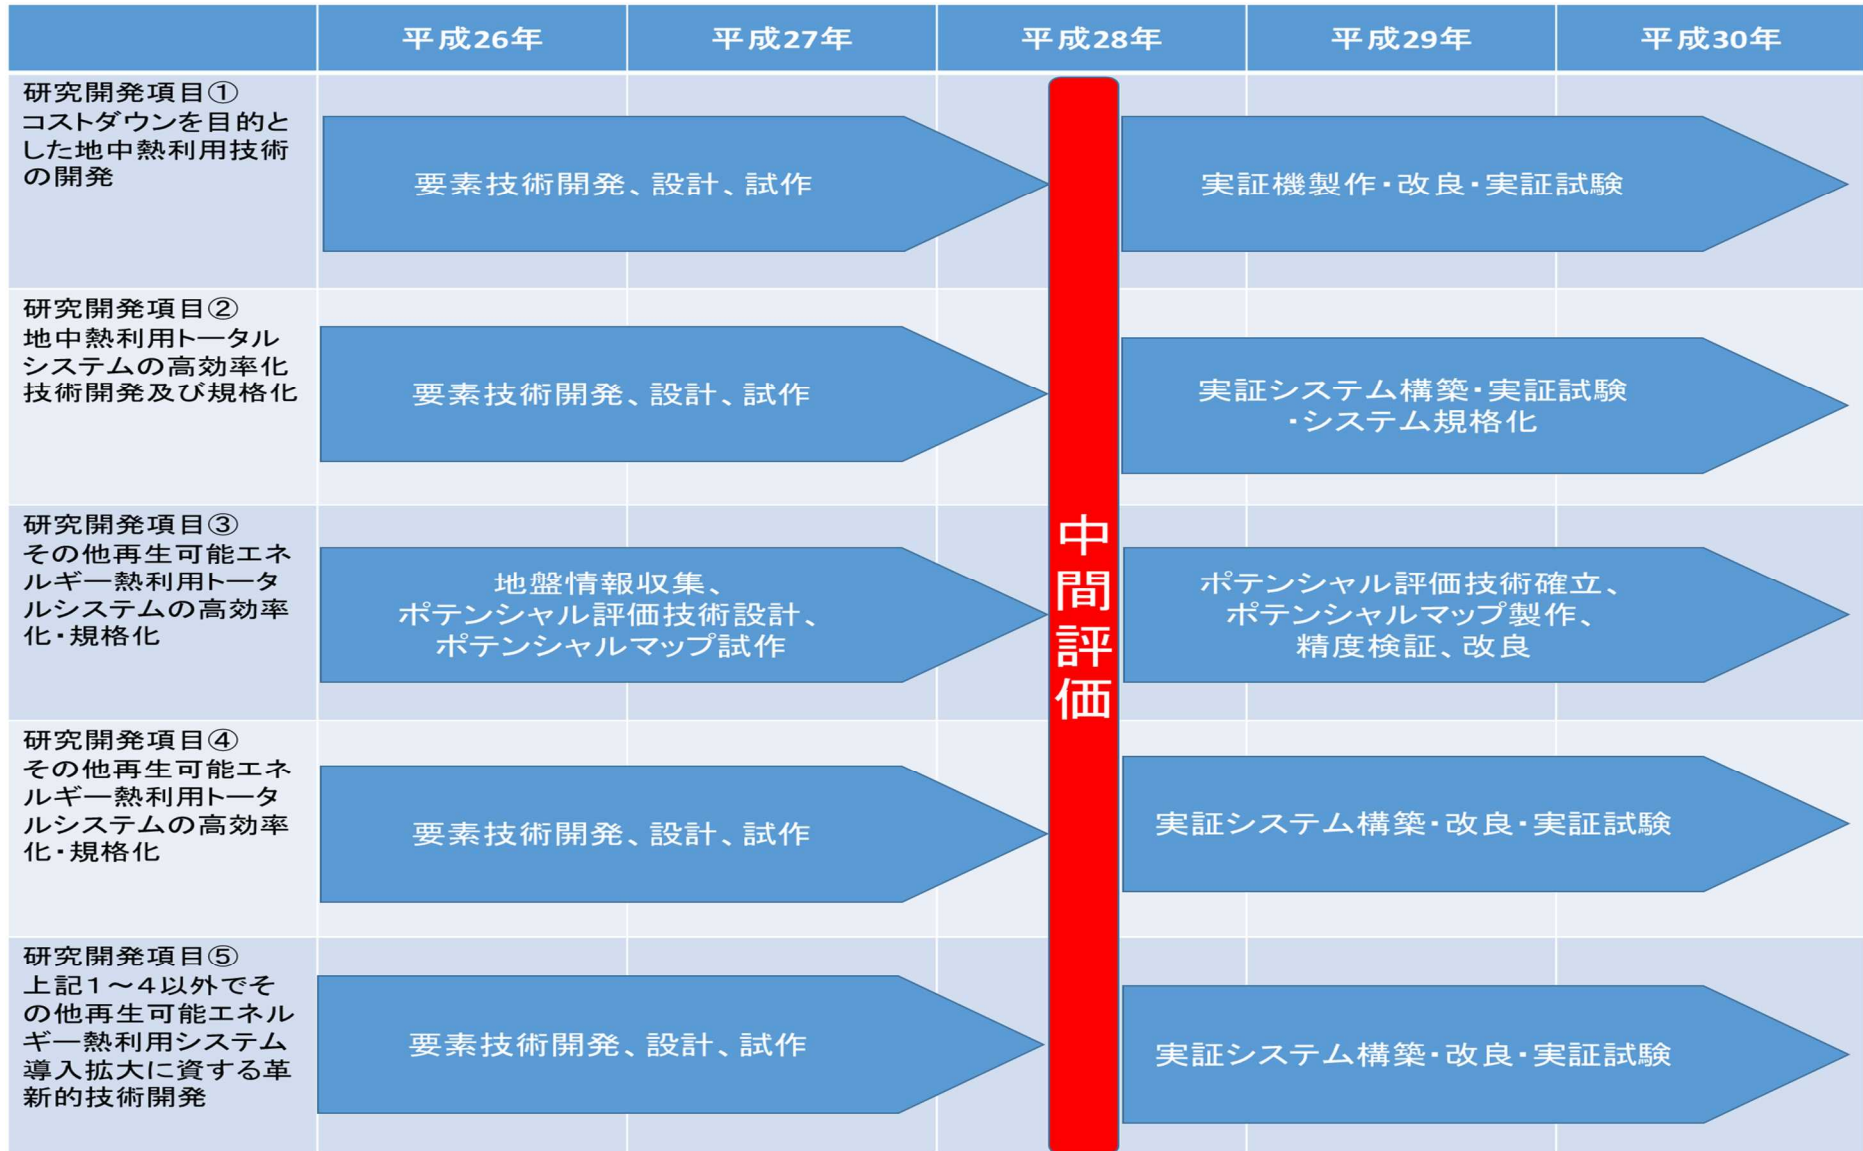 平成26年
平成27年
平成28年
平成29年
平成30年
研究開発項目①
コストダウンを目的と
した地中熱利用技術
の開発
要素技術開発、設計、試作
実証機製作・改良・実証試験
研究開発項目②
地中熱利用トータル
システムの高効率化
技術開発及び規格化
要素技術開発、設計、試作
実証システム構築・実証試験
・システム規格化
研究開発項目③
その他再生可能エネ
ルギー熱利用トータ
ルシステムの高効率
化・規格化
地盤情報収集、
ポテンシャル評価技術設計、
ポテンシャルマップ試作
中間評価
ポテンシャル評価技術確立、
ポテンシャルマップ製作、
精度検証、改良
研究開発項目④
その他再生可能エネ
ルギー熱利用トータ
ルシステムの高効率
化・規格化
要素技術開発、設計、試作
実証システム構築・改良・実証試験
研究開発項目⑤
上記1～4以外でそ
の他再生可能エネル
ギー熱利用システム
導入拡大に資する革
新的技術開発
要素技術開発、設計、試作
実証システム構築・改良・実証試験